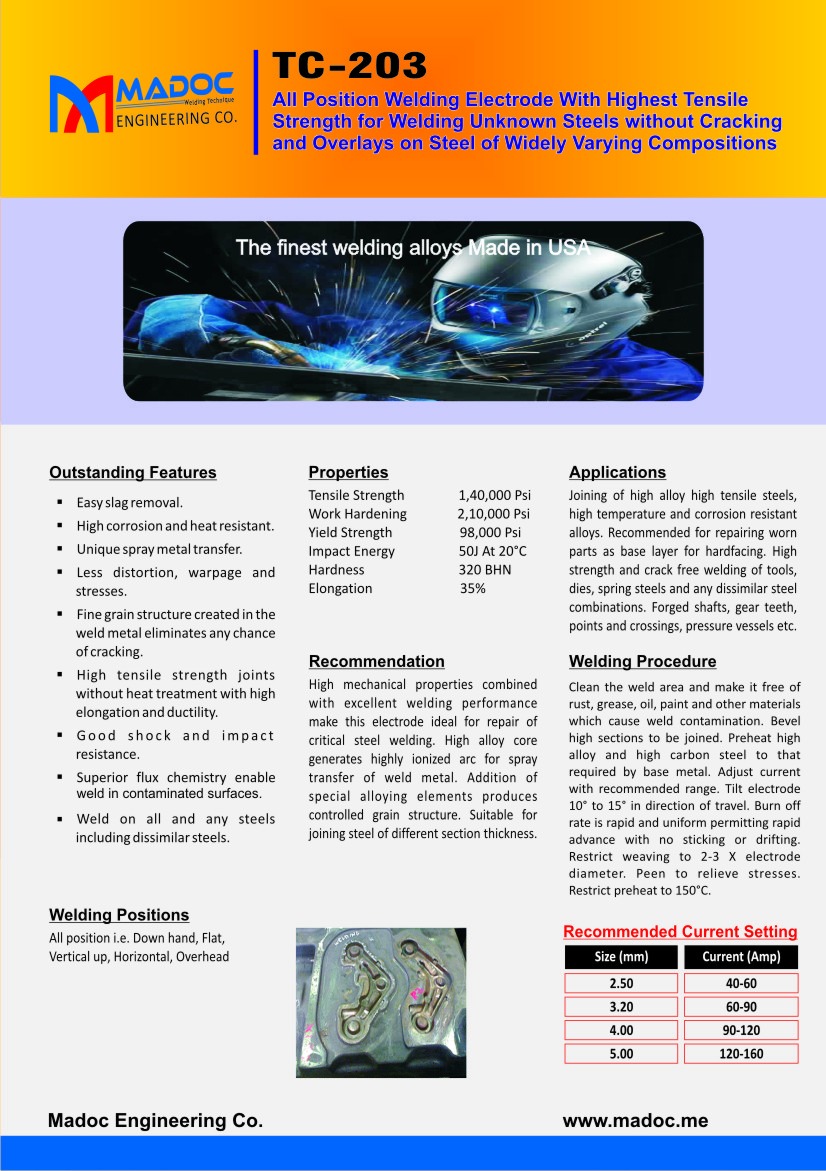 MADOC
Welding Technique
ENGINEERING CO.
TC-203
All Position Welding Electrode With Highest Tensile
Strength for Welding Unknown Steels without Cracking
and Overlays on Steel of Widely Varying Compositions
The finest welding alloys Made in USA
optrel
Outstanding Features
▪ Easy slag removal.
▪ High corrosion and heat resistant.
▪ Unique spray metal transfer.
▪ Less distortion, warpage and
stresses.
▪ Fine grain structure created in the
weld metal eliminates any chance
of cracking.
▪ High tensile strength joints
without heat treatment with high
elongation and ductility.
▪ Good shock and impact
resistance.
▪ Superior flux chemistry enable
weld in contaminated surfaces.
▪ Weld on all and any steels
including dissimilar steels.
Welding Positions
All position i.e. Down hand, Flat,
Vertical up, Horizontal, Overhead
Properties
Tensile Strength 1,40,000 Psi
Work Hardening 2,10,000 Psi
Yield Strength 98,000 Psi
Impact Energy 50J At 20°C
Hardness 320 BHN
Elongation 35%
Recommendation
High mechanical properties combined
with excellent welding performance
make this electrode ideal for repair of
critical steel welding. High alloy core
generates highly ionized arc for spray
transfer of weld metal. Addition of
special alloying elements produces
controlled grain structure. Suitable for
joining steel of different section thickness.
WELDING
Applications
Joining of high alloy high tensile steels,
high temperature and corrosion resistant
alloys. Recommended for repairing worn
parts as base layer for hardfacing. High
strength and crack free welding of tools,
dies, spring steels and any dissimilar steel
combinations. Forged shafts, gear teeth,
points and crossings, pressure vessels etc.
Welding Procedure
Clean the weld area and make it free of
rust, grease, oil, paint and other materials
which cause weld contamination. Bevel
high sections to be joined. Preheat high
alloy and high carbon steel to that
required by base metal. Adjust current
with recommended range. Tilt electrode
10° to 15° in direction of travel. Burn off
rate is rapid and uniform permitting rapid
advance with no sticking or drifting.
Restrict weaving to 2-3 X electrode
diameter. Peen to relieve stresses.
Restrict preheat to 150°C.
Recommended Current Setting
Size (mm) Current (Amp)
2.50 40-60
3.20 60-90
4.00 90-120
5.00 120-160
Madoc Engineering Co.
www.madoc.me